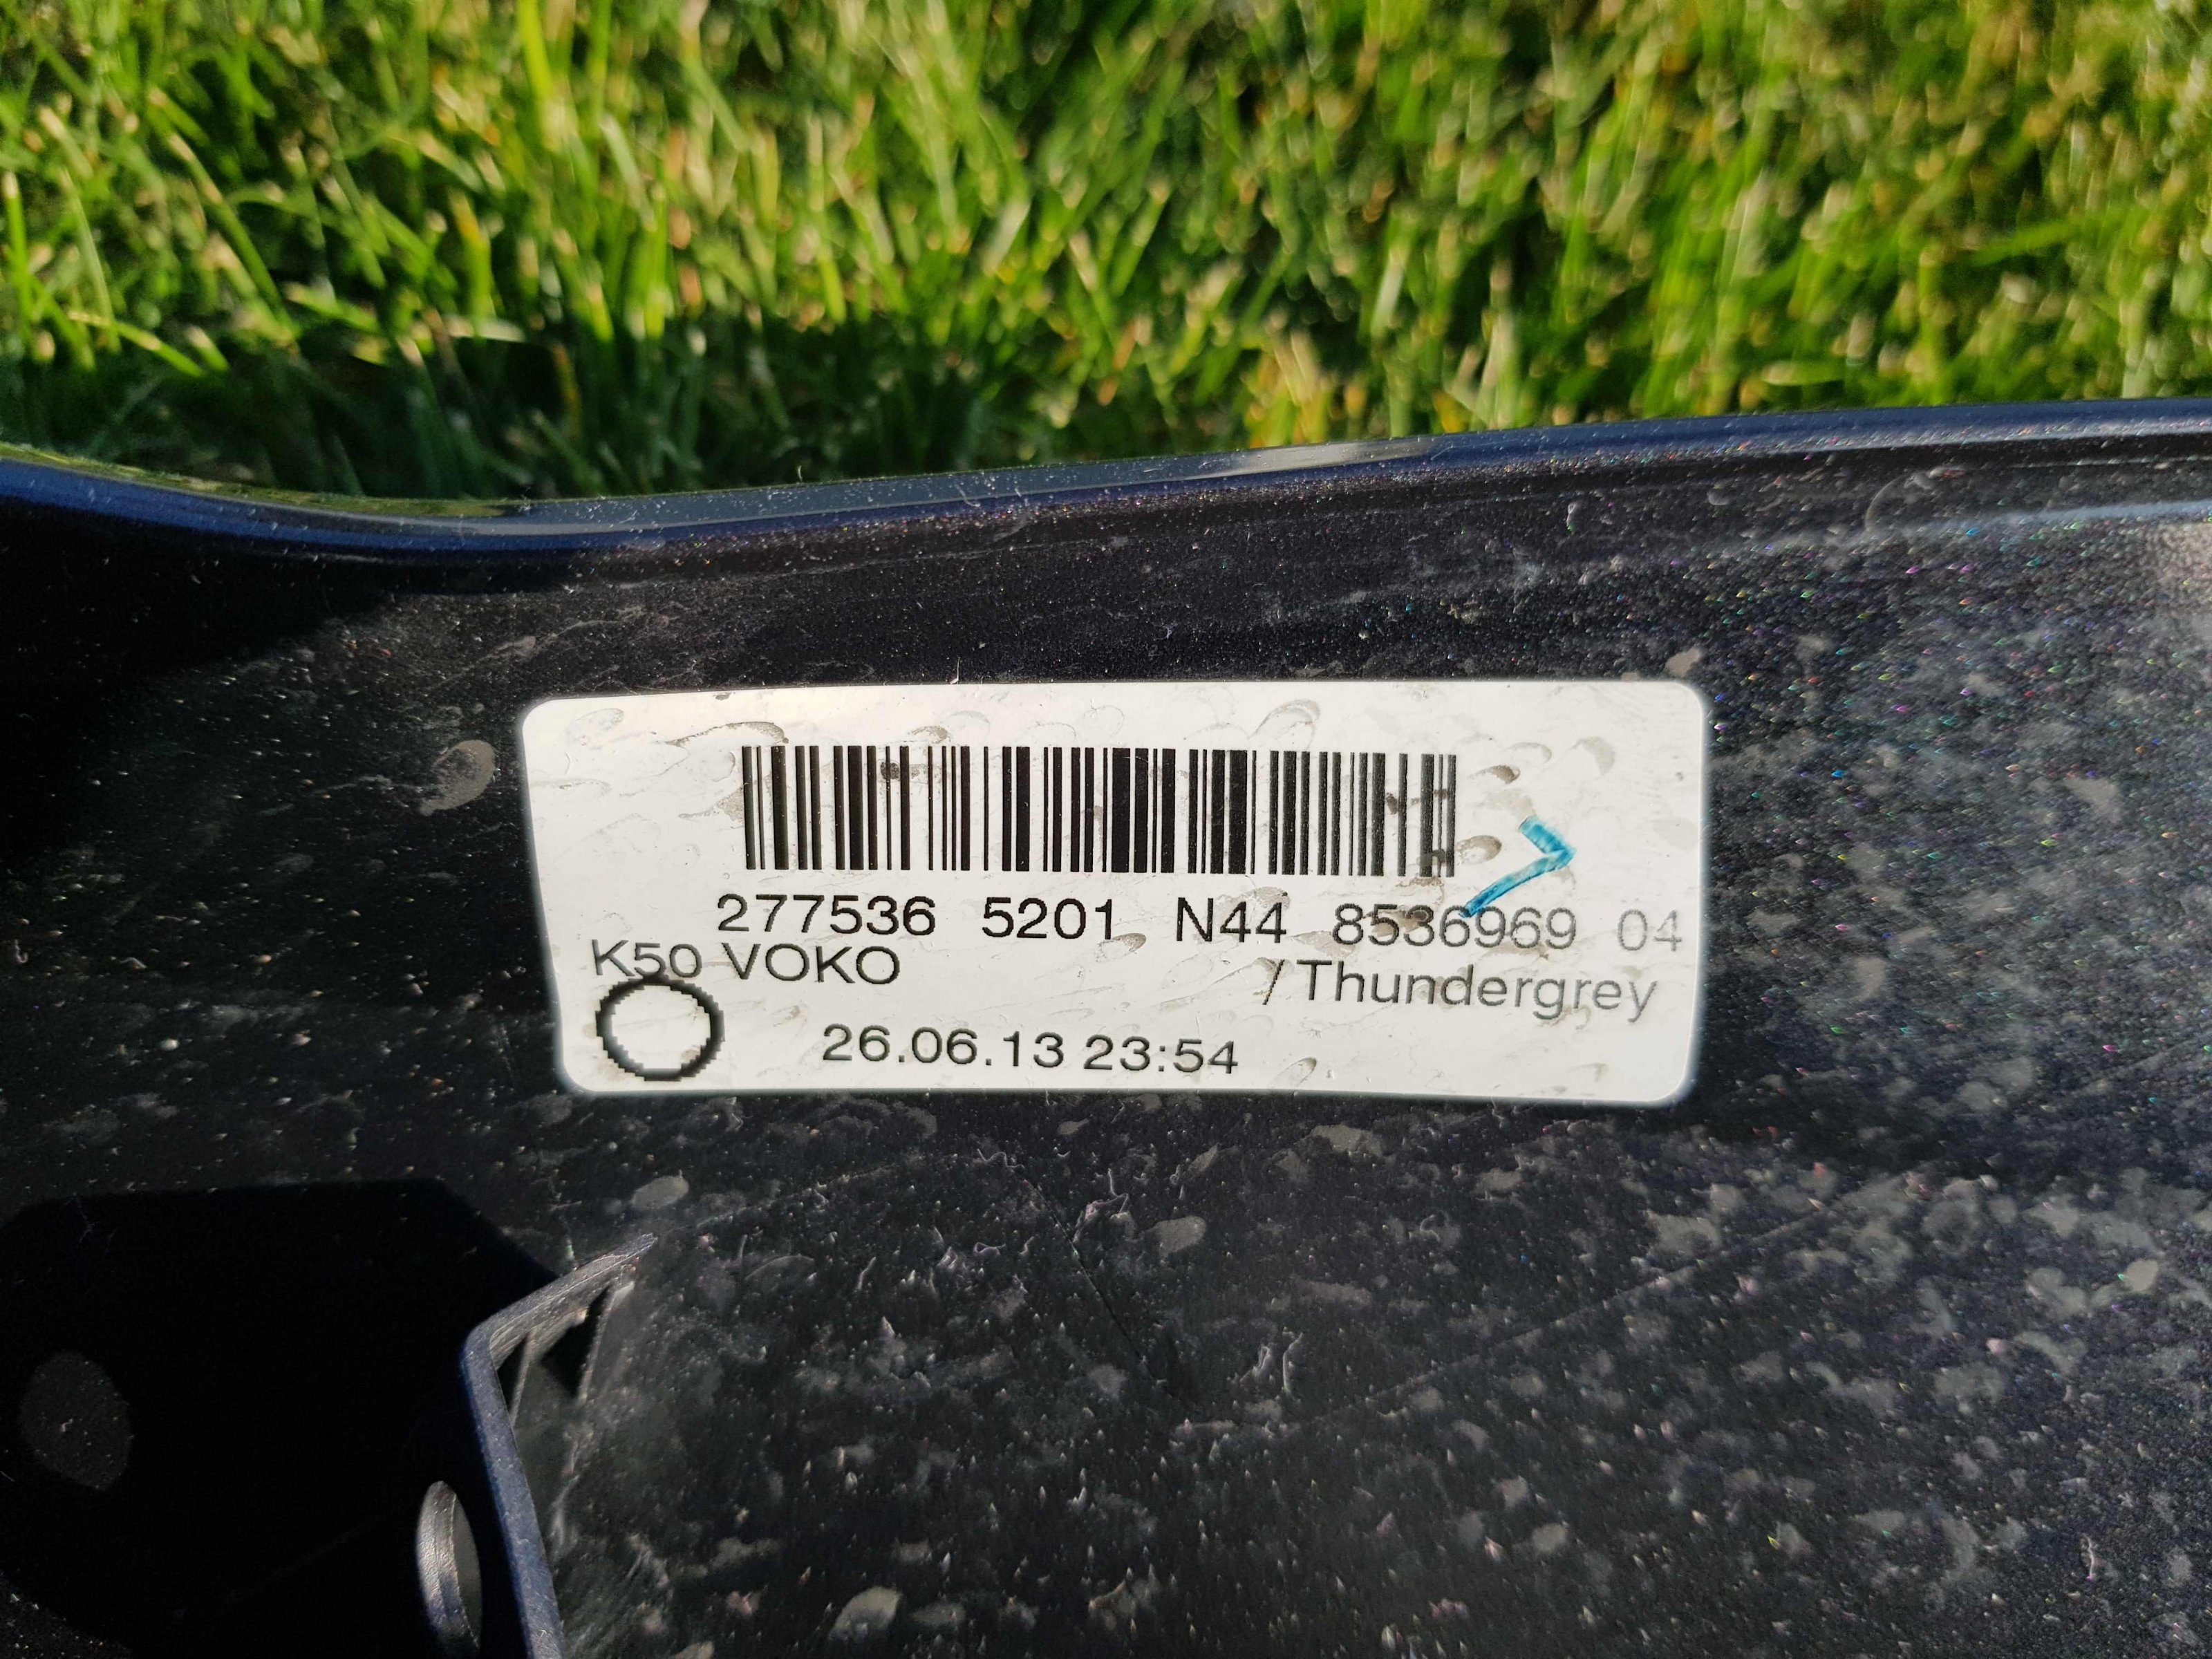 277536 5201 N44 8536969 04
K50 VOKO / Thundergrey
26.06.13 23:54